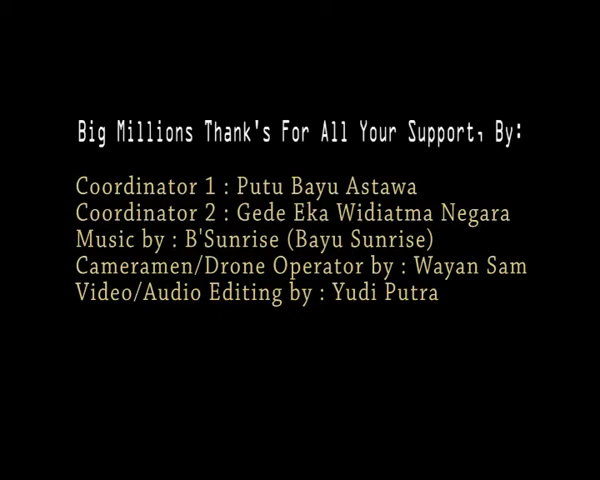 Big Millions Thank's For All Your Support, By:
Coordinator 1 : Putu Bayu Astawa
Coordinator 2 : Gede Eka Widiatma Negara
Music by : B'Sunrise (Bayu Sunrise)
Cameramen/Drone Operator by : Wayan Sam
Video/Audio Editing by : Yudi Putra